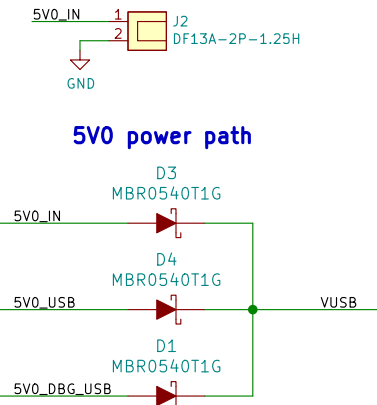 5V0_IN
1
2
J2
DF13A-2P-1.25H
GND
5V0 power path
D3
MBR0540T1G
5V0_IN
D4
MBR0540T1G
5V0_USB
VUSB
D1
MBR0540T1G
5V0_DBG_USB